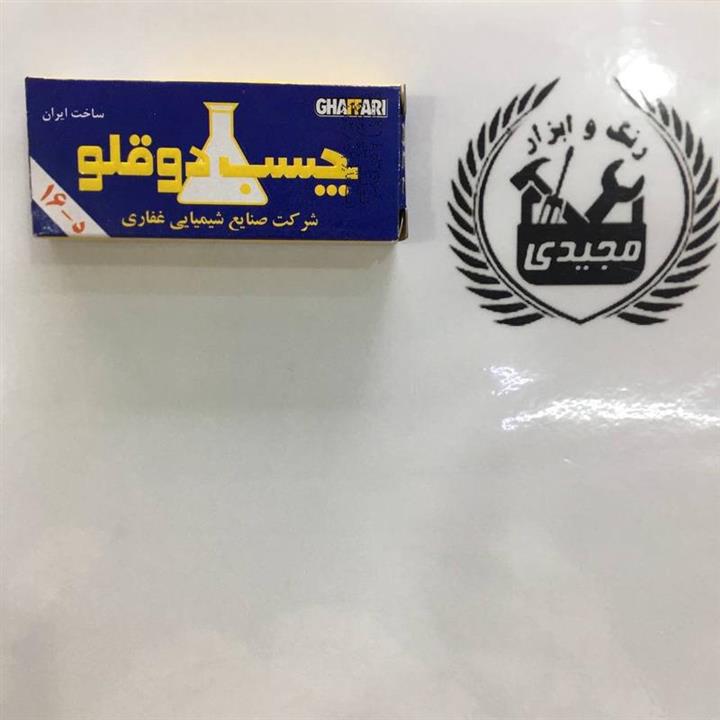 ساخت ایران
GHAFFARI
چسب دوقلو
۱۶-۵
شرکت صنایع شیمیایی غفاری
رنگ و ابزار
مجیدی